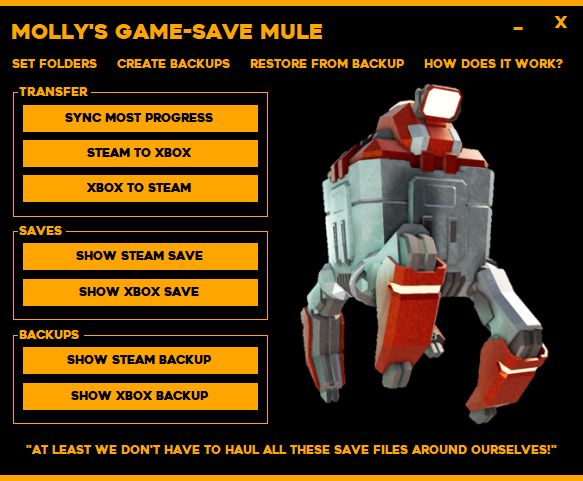 MOLLY'S GAME-SAVE MULE
_ X
SET FOLDERS CREATE BACKUPS RESTORE FROM BACKUP HOW DOES IT WORK?
TRANSFER
SYNC MOST PROGRESS
STEAM TO XBOX
XBOX TO STEAM
SAVES
SHOW STEAM SAVE
SHOW XBOX SAVE
BACKUPS
SHOW STEAM BACKUP
SHOW XBOX BACKUP
"AT LEAST WE DON'T HAVE TO HAUL ALL THESE SAVE FILES AROUND OURSELVES!"